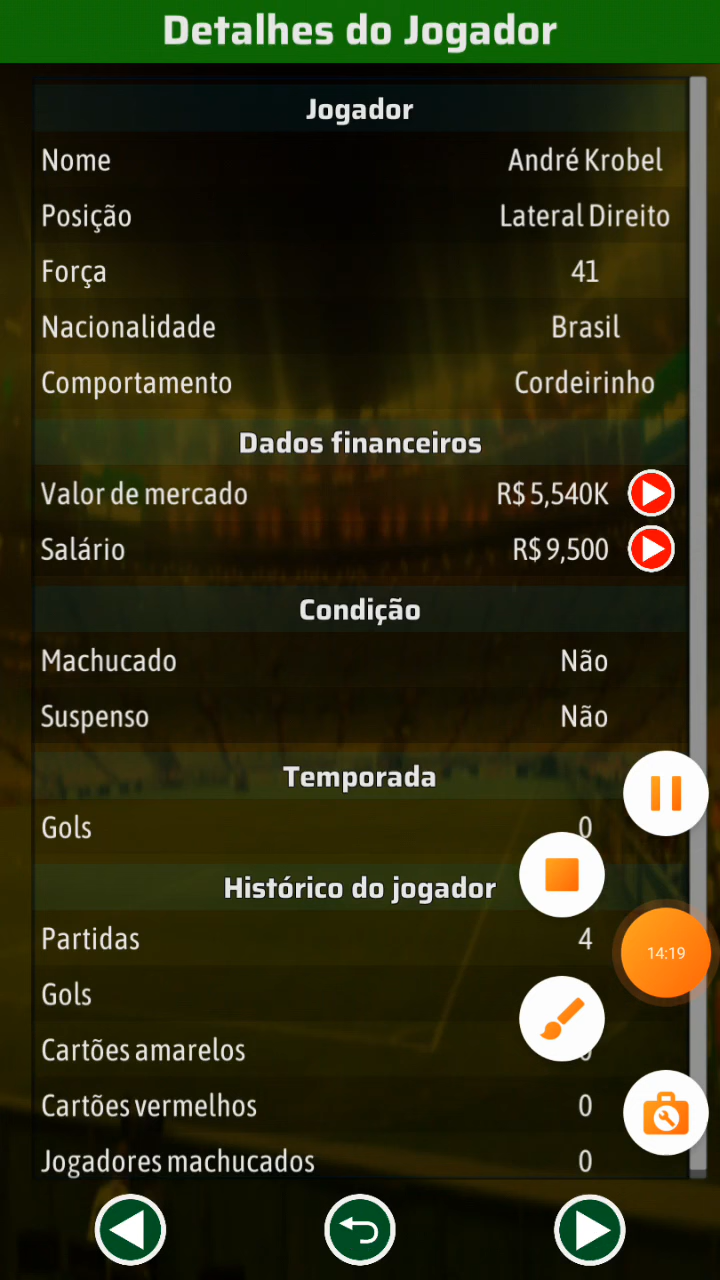 Detalhes do Jogador
Jogador
Nome André Krobel
Posição Lateral Direito
Força 41
Nacionalidade Brasil
Comportamento Cordeirinho
Dados financeiros
Valor de mercado R$ 5,540K
Salário R$ 9,500
Condição
Machucado Não
Suspenso Não
Temporada
Gols 0
Histórico do jogador
Partidas 4
14:19
Gols
Cartões amarelos
Cartões vermelhos 0
Jogadores machucados 0